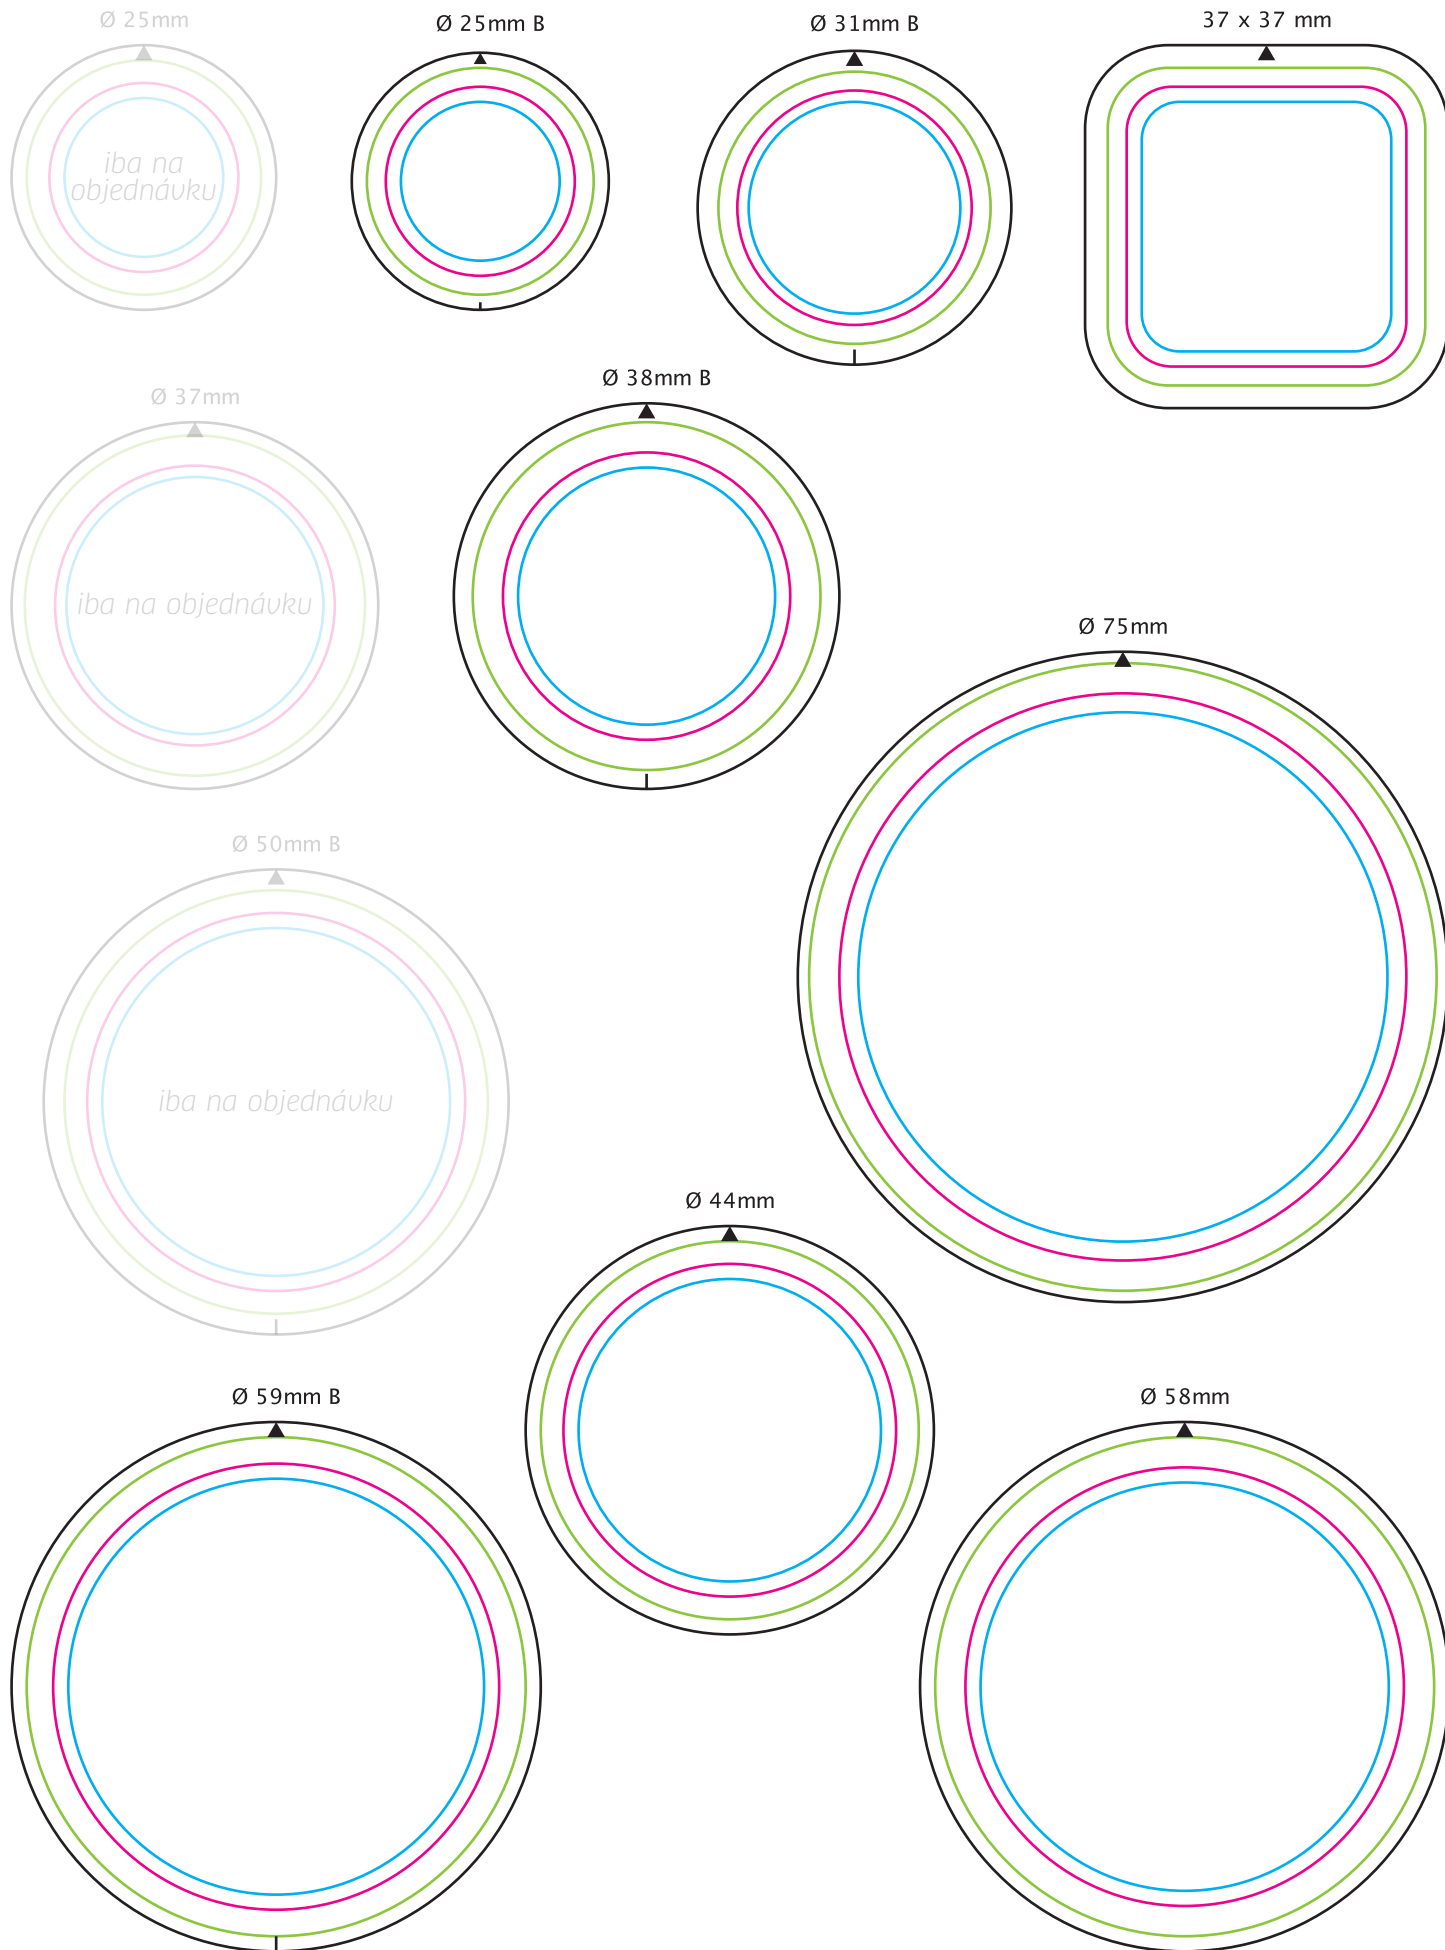 Ø 25mm
Ø 25mm B
Ø 31mm B
37 x 37 mm
iba na
objednávku
Ø 37mm
Ø 38mm B
iba na objednávku
Ø 75mm
Ø 50mm B
iba na objednávku
Ø 44mm
Ø 59mm B
Ø 58mm